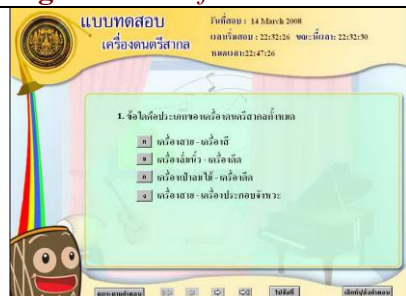 แบบทดสอบ
เครื่องดนตรีสากล
วันที่สอบ : 14 March 2008
เวลาเริ่มสอบ : 22:32:26 ขณะนี้เวลา: 22:32:30
หมดเวลา:22:47:26
1. ข้อใดคือประเภทของเครื่องดนตรีสากลทั้งหมด
ก เครื่องสาย - เครื่องสี
ข เครื่องลิ่มนิ้ว - เครื่องดีด
ค เครื่องเป่าลมไม้ - เครื่องดีด
ง เครื่องสาย - เครื่องประกอบจังหวะ
ไปข้อที่